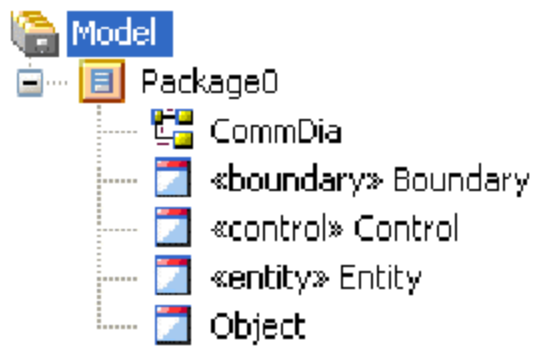 Model
Package0
CommDia
«boundary» Boundary
«control» Control
«entity» Entity
Object